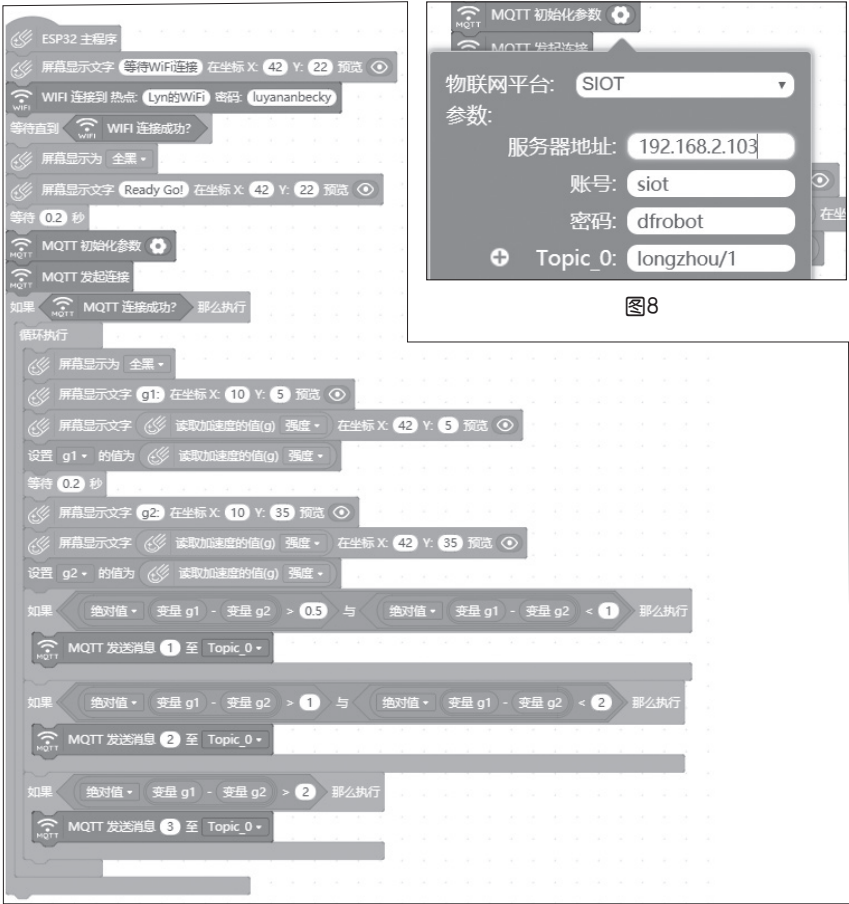 ESP32 主程序
屏幕显示文字 等待WiFi连接 在坐标 X: 42 Y: 22 预览
WIFI 连接到 热点: Lyn的WiFi 密码: luyananbecky
等待直到 WIFI 连接成功?
屏幕显示为 全黑
屏幕显示文字 Ready Go! 在坐标 X: 42 Y: 22 预览
等待 0.2 秒
MQTT 初始化参数
MQTT 发起连接
如果 MQTT 连接成功? 那么执行
循环执行
屏幕显示为 全黑
屏幕显示文字 g1: 在坐标 X: 10 Y: 5 预览
屏幕显示文字 读取加速度的值(g) 强度 在坐标 X: 42 Y: 5 预览
设置 g1 的值为 读取加速度的值(g) 强度
等待 0.2 秒
屏幕显示文字 g2: 在坐标 X: 10 Y: 35 预览
屏幕显示文字 读取加速度的值(g) 强度 在坐标 X: 42 Y: 35 预览
设置 g2 的值为 读取加速度的值(g) 强度
如果 绝对值 变量 g1 - 变量 g2 > 0.5 与 绝对值 变量 g1 - 变量 g2 < 1 那么执行
MQTT 发送消息 1 至 Topic_0
如果 绝对值 变量 g1 - 变量 g2 > 1 与 绝对值 变量 g1 - 变量 g2 < 2 那么执行
MQTT 发送消息 2 至 Topic_0
如果 绝对值 变量 g1 - 变量 g2 > 2 那么执行
MQTT 发送消息 3 至 Topic_0
MQTT 初始化参数
MQTT 发起连接
物联网平台: SIOT
参数:
服务器地址: 192.168.2.103
账号: siot
密码: dfrobot
Topic_0: longzhou/1
在坐
图8